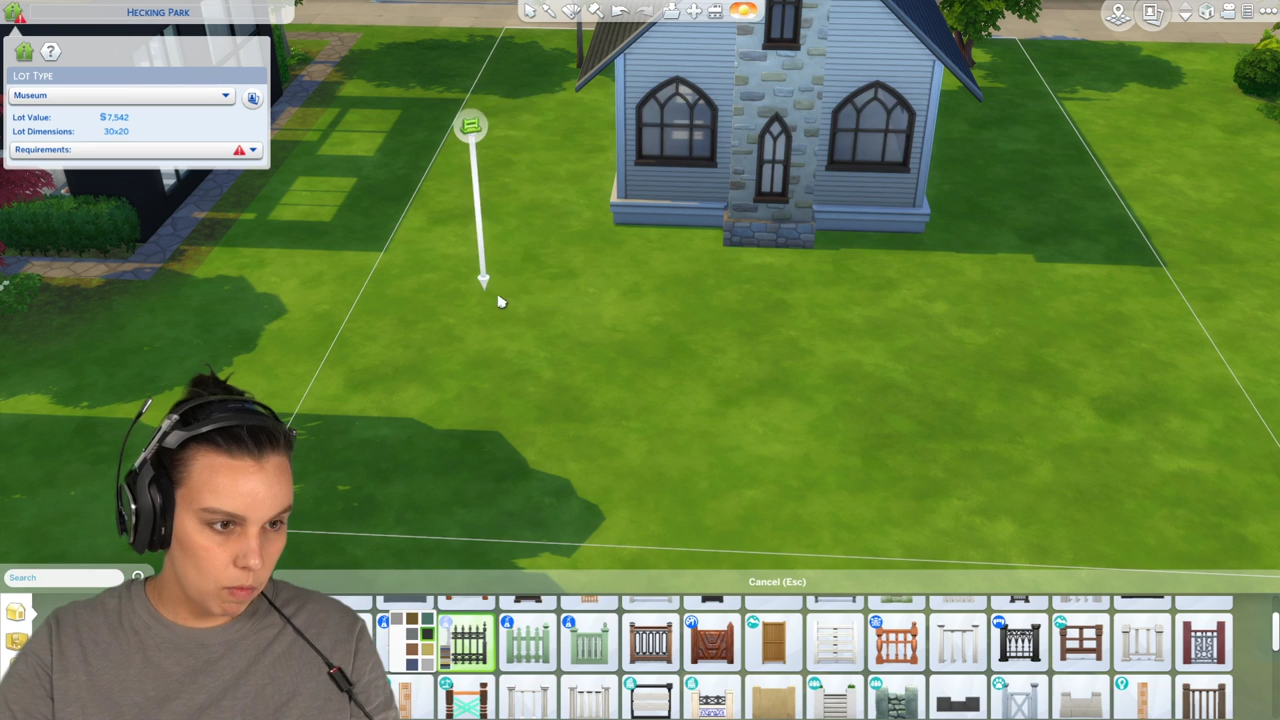 HECKING PARK
LOT TYPE
Museum
Lot Value: §7,542
Lot Dimensions: 30x20
Requirements:
Cancel (Esc)
Search